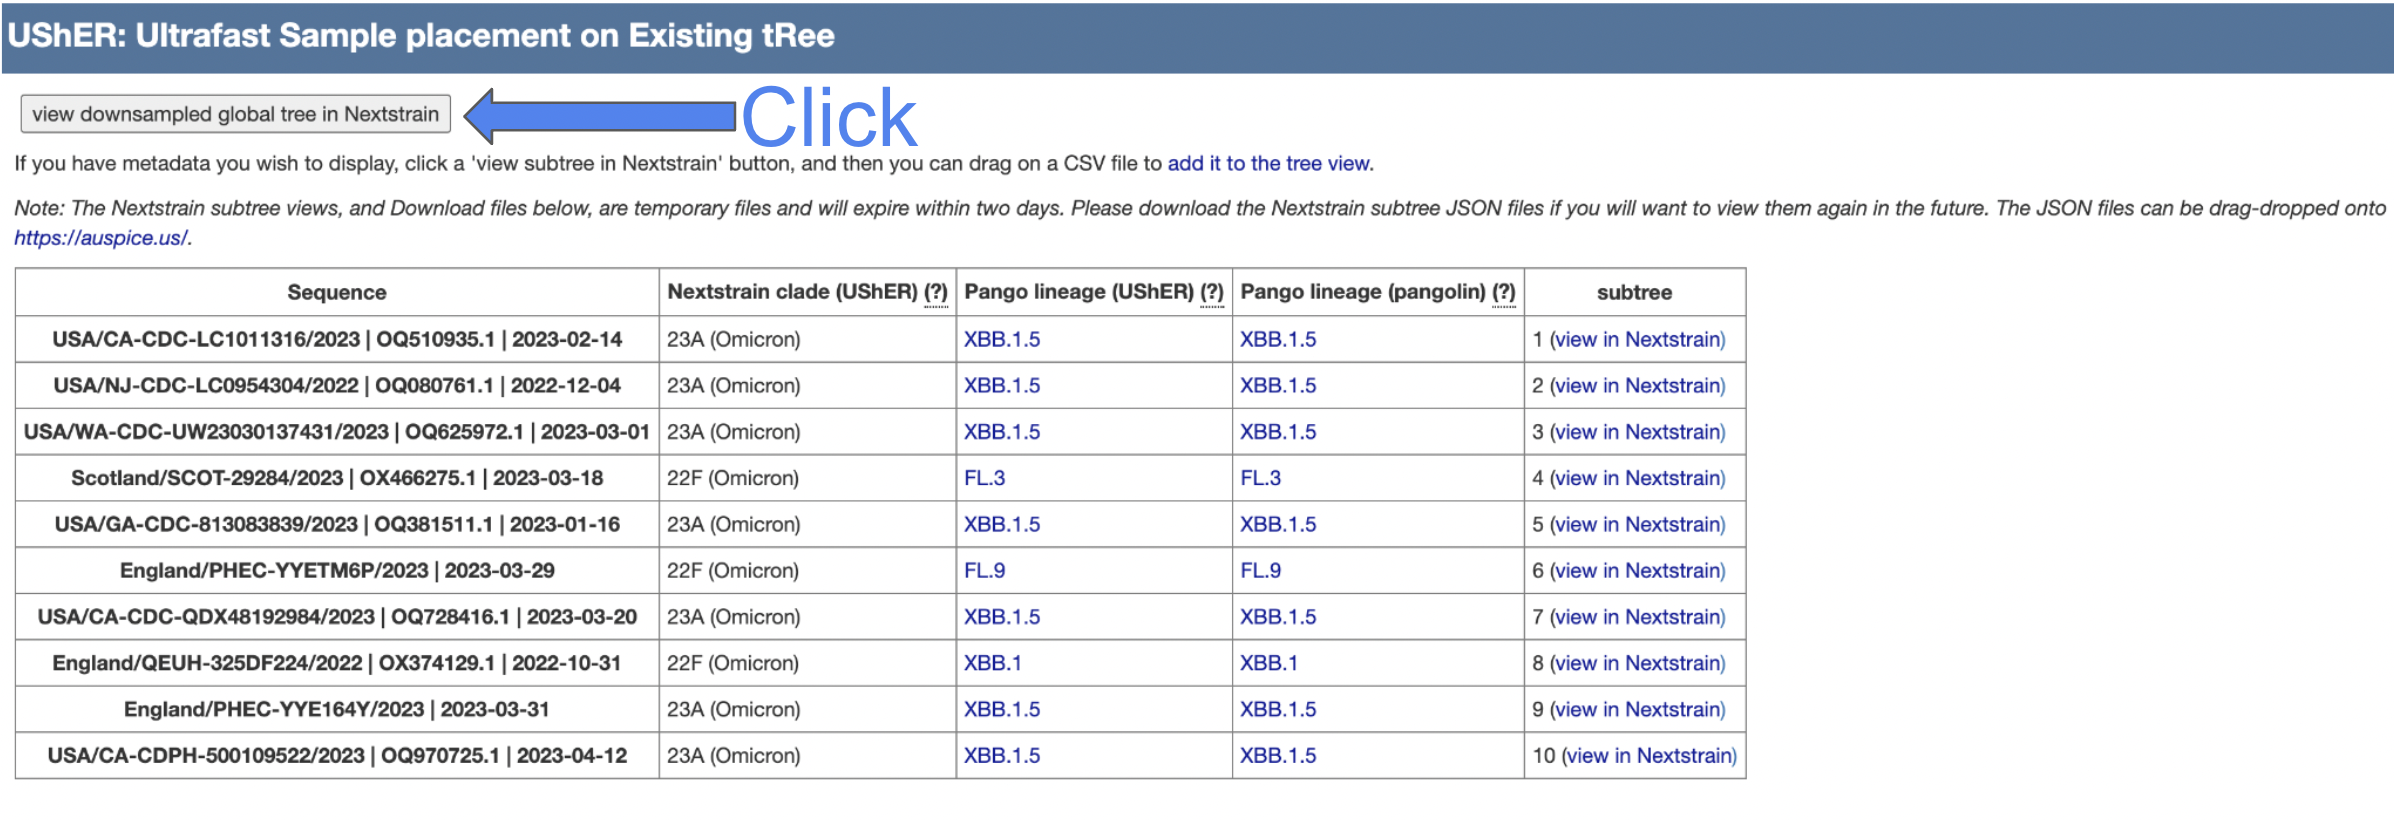 UShER: Ultrafast Sample placement on Existing tRee
view downsampled global tree in Nextstrain Click
If you have metadata you wish to display, click a 'view subtree in Nextstrain' button, and then you can drag on a CSV file to add it to the tree view.
Note: The Nextstrain subtree views, and Download files below, are temporary files and will expire within two days. Please download the Nextstrain subtree JSON files if you will want to view them again in the future. The JSON files can be drag-dropped onto
https://auspice.us/.
Sequence Nextstrain clade (UShER) (?) Pango lineage (UShER) (?) Pango lineage (pangolin) (?) subtree
USA/CA-CDC-LC1011316/2023 | OQ510935.1 | 2023-02-14 23A (Omicron) XBB.1.5 XBB.1.5 1 (view in Nextstrain)
USA/NJ-CDC-LC0954304/2022 | OQ080761.1 | 2022-12-04 23A (Omicron) XBB.1.5 XBB.1.5 2 (view in Nextstrain)
USA/WA-CDC-UW23030137431/2023 | OQ625972.1 | 2023-03-01 23A (Omicron) XBB.1.5 XBB.1.5 3 (view in Nextstrain)
Scotland/SCOT-29284/2023 | OX466275.1 | 2023-03-18 22F (Omicron) FL.3 FL.3 4 (view in Nextstrain)
USA/GA-CDC-813083839/2023 | OQ381511.1 | 2023-01-16 23A (Omicron) XBB.1.5 XBB.1.5 5 (view in Nextstrain)
England/PHEC-YYETM6P/2023 | 2023-03-29 22F (Omicron) FL.9 FL.9 6 (view in Nextstrain)
USA/CA-CDC-QDX48192984/2023 | OQ728416.1 | 2023-03-20 23A (Omicron) XBB.1.5 XBB.1.5 7 (view in Nextstrain)
England/QEUH-325DF224/2022 | OX374129.1 | 2022-10-31 22F (Omicron) XBB.1 XBB.1 8 (view in Nextstrain)
England/PHEC-YYE164Y/2023 | 2023-03-31 23A (Omicron) XBB.1.5 XBB.1.5 9 (view in Nextstrain)
USA/CA-CDPH-500109522/2023 | OQ970725.1 | 2023-04-12 23A (Omicron) XBB.1.5 XBB.1.5 10 (view in Nextstrain)